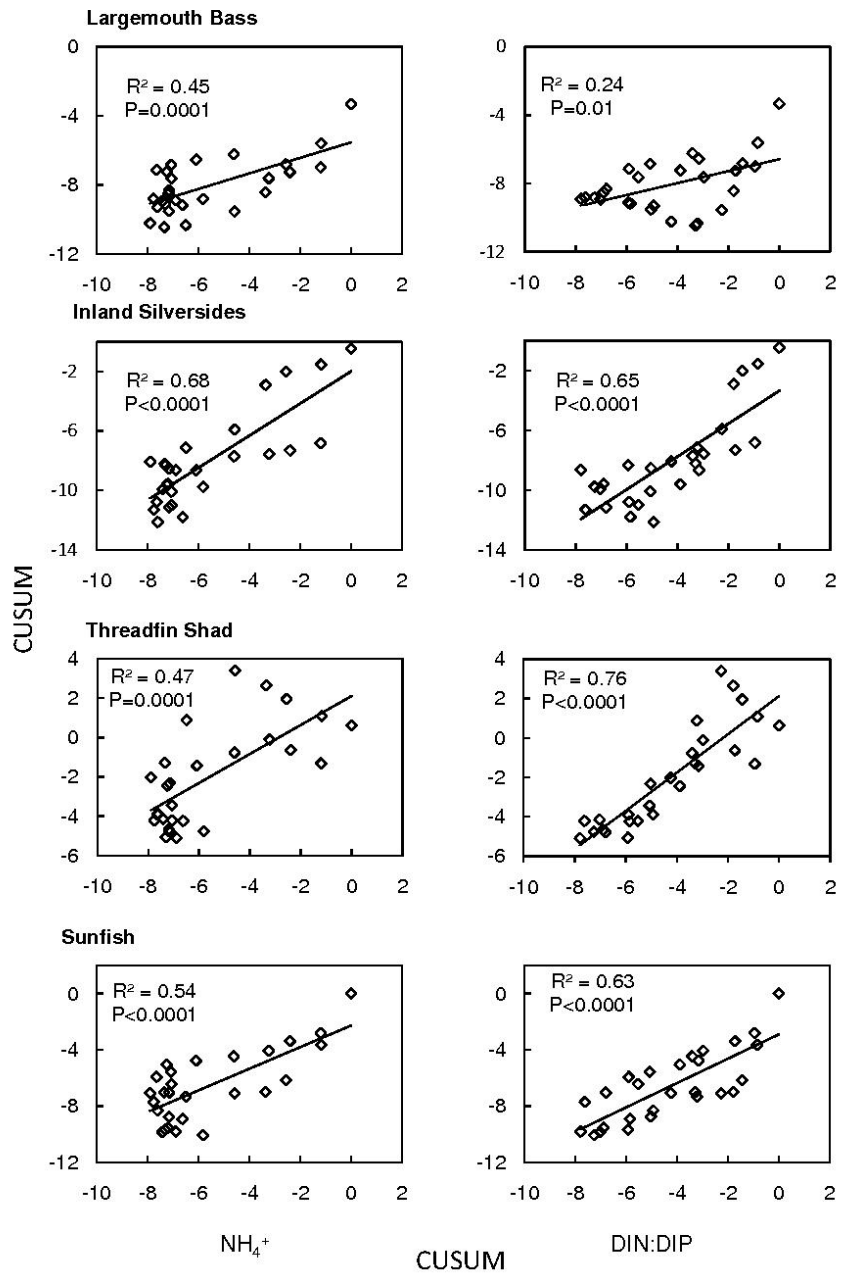 Largemouth Bass
R² = 0.45
P=0.0001
0
-4
-8
-12
-10 -8 -6 -4 -2 0 2
R² = 0.24
P=0.01
0
-4
-8
-12
-10 -8 -6 -4 -2 0 2
Inland Silversides
R² = 0.68
P<0.0001
-2
-6
-10
-14
-10 -8 -6 -4 -2 0 2
R² = 0.65
P<0.0001
-2
-6
-10
-14
-10 -8 -6 -4 -2 0 2
CUSUM
Threadfin Shad
R² = 0.47
P=0.0001
4
2
0
-2
-4
-6
-10 -8 -6 -4 -2 0 2
R² = 0.76
P<0.0001
4
2
0
-2
-4
-6
-10 -8 -6 -4 -2 0 2
Sunfish
R² = 0.54
P<0.0001
0
-4
-8
-12
-10 -8 -6 -4 -2 0 2
R² = 0.63
P<0.0001
0
-4
-8
-12
-10 -8 -6 -4 -2 0 2
NH₄⁺
DIN:DIP
CUSUM